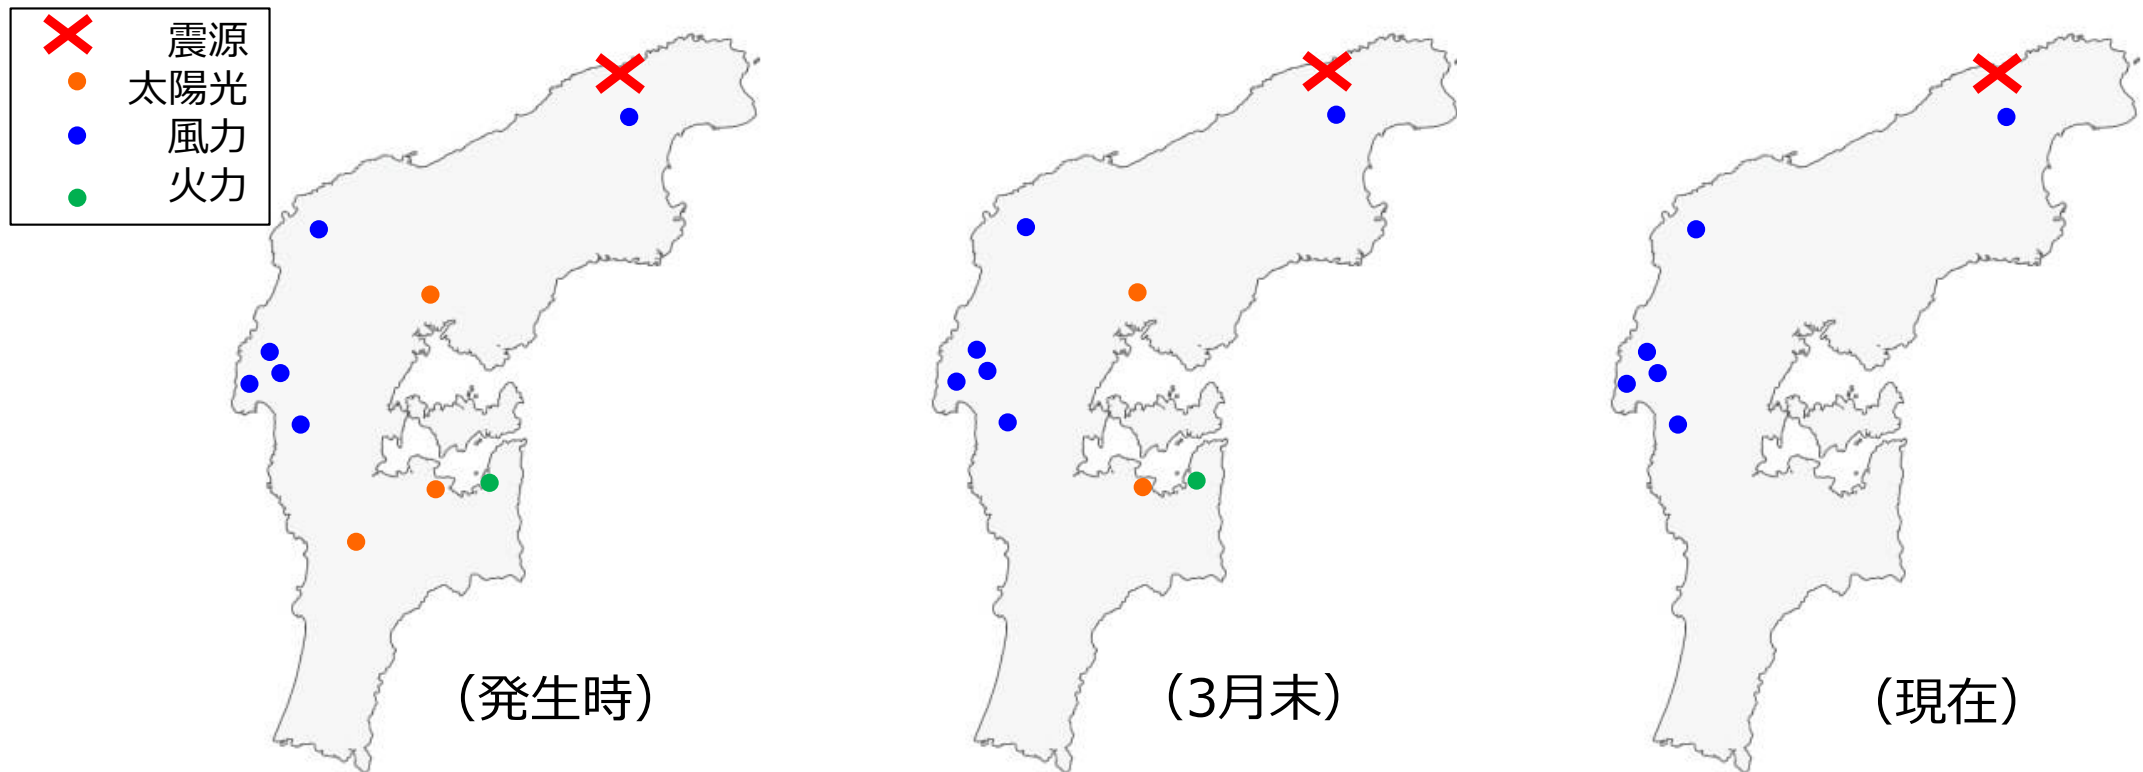 震源
太陽光
風力
火力
（発生時）
（3月末）
（現在）